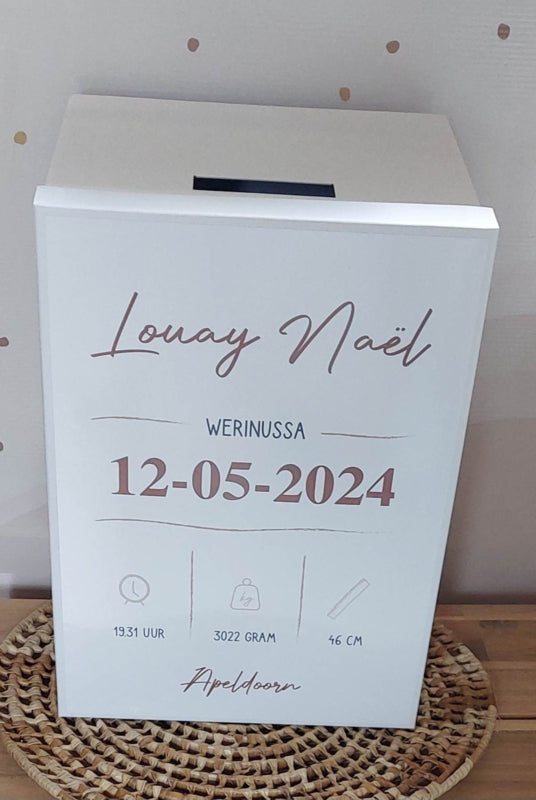 Louay Naël
WERINUSSA
12-05-2024
kg
19.31 UUR
3022 GRAM
46 CM
Apeldoorn